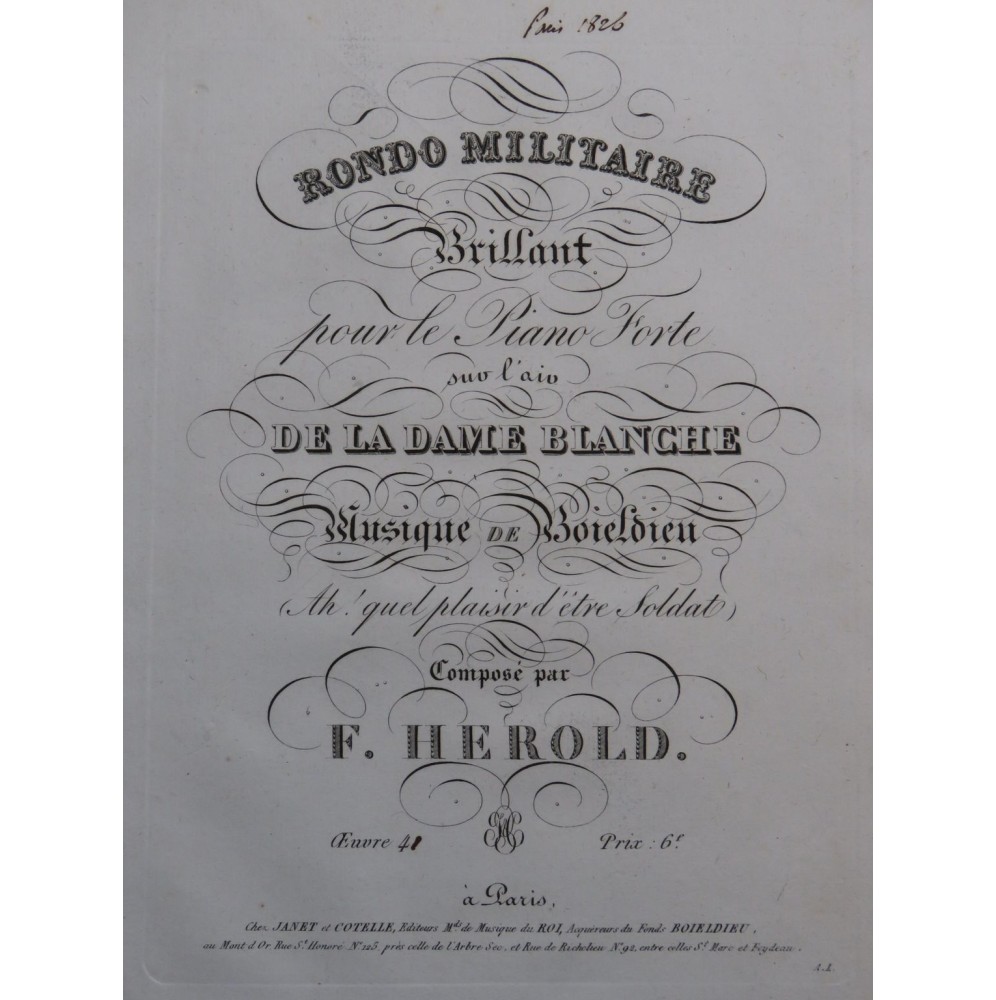 Paris 1826
RONDO MILITAIRE
Brillant
pour le Piano Forte
sur l'air
DE LA DAME BLANCHE
Musique DE Boieldieu
(Ah! quel plaisir d'être Soldat)
Composé par
F. HEROLD.
Œuvre 41
Prix : 6f
à Paris,
Chez JANET et COTELLE, Editeurs Mds de Musique du ROI, Acquéreurs du Fonds BOIELDIEU,
au Mont d'Or, Rue St Honoré No 125, près celle de l'Arbre Sec, et Rue de Richelieu No 92, entre celles St Marc et Feydeau.